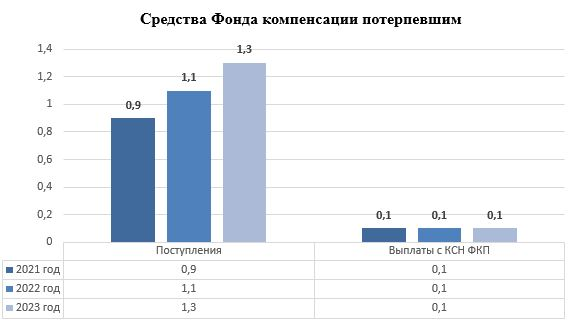 Средства Фонда компенсации потерпевшим
1,4
1,2
1
0,8
0,6
0,4
0,2
0
0,9
1,1
1,3
0,1
0,1
0,1
Поступления Выплаты с КСН ФКП
2021 год 0,9 0,1
2022 год 1,1 0,1
2023 год 1,3 0,1